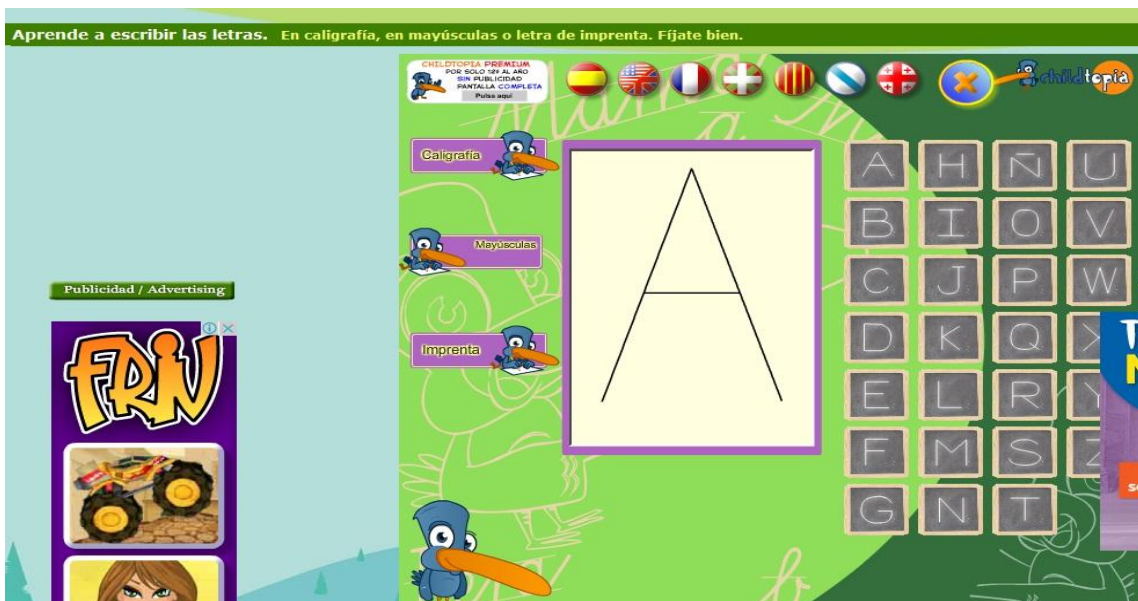 Aprende a escribir las letras. En caligrafía, en mayúsculas o letra de imprenta. Fíjate bien.
CHILDTOPIA PREMIUM
POR SOLO 12€ AL AÑO
SIN PUBLICIDAD
PANTALLA COMPLETA
Pulsa aquí
childtopia
Mamá
a
Caligrafía
Mayúsculas
Imprenta
A
A H Ñ U
B I O V
C J P W
D K Q X
E L R Y
F M S Z
G N T
Publicidad / Advertising
FRIV
b